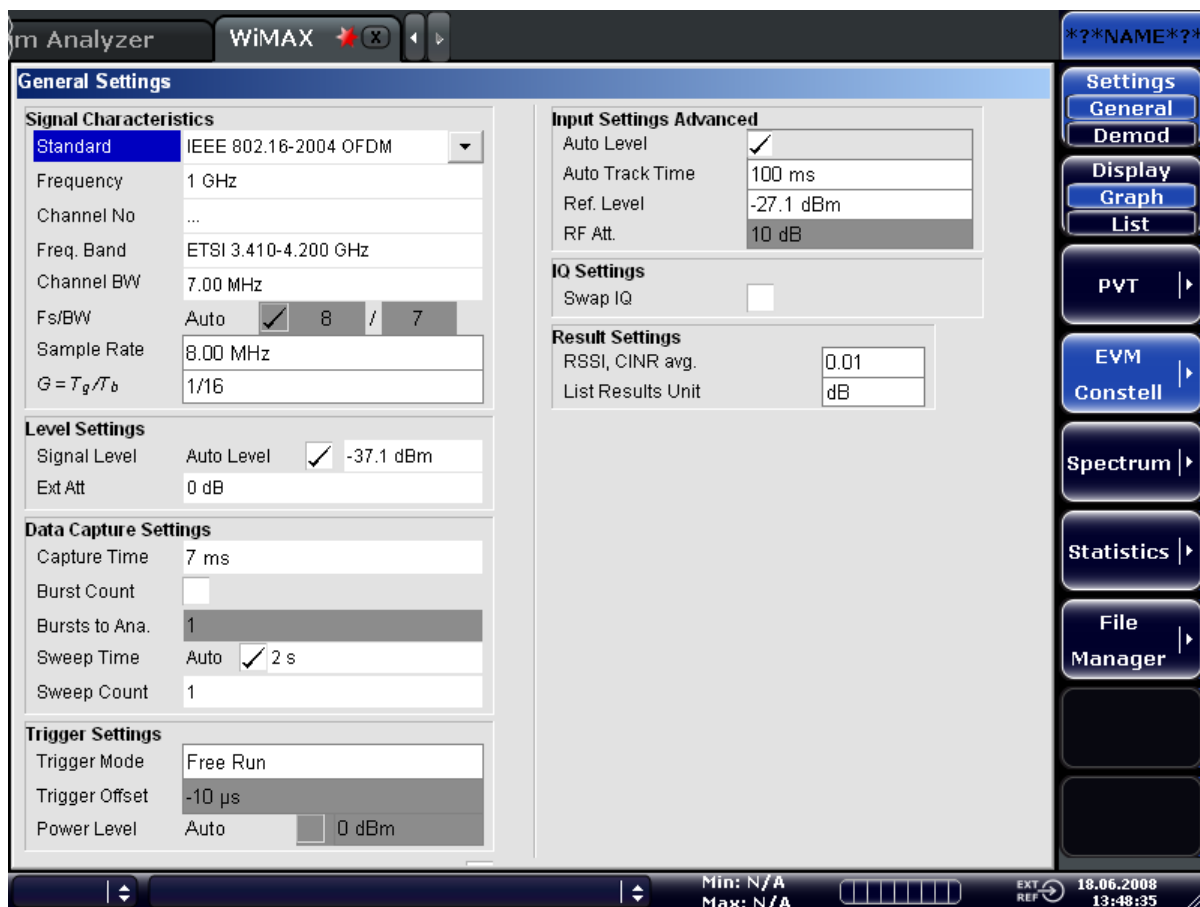 m Analyzer
WiMAX
*?*NAME*?*
General Settings
Signal Characteristics
Standard IEEE 802.16-2004 OFDM
Frequency 1 GHz
Channel No ...
Freq. Band ETSI 3.410-4.200 GHz
Channel BW 7.00 MHz
Fs/BW Auto 8 / 7
Sample Rate 8.00 MHz
G = Tg/Tb 1/16
Level Settings
Signal Level Auto Level -37.1 dBm
Ext Att 0 dB
Data Capture Settings
Capture Time 7 ms
Burst Count
Bursts to Ana. 1
Sweep Time Auto 2 s
Sweep Count 1
Trigger Settings
Trigger Mode Free Run
Trigger Offset -10 µs
Power Level Auto 0 dBm
Input Settings Advanced
Auto Level
Auto Track Time 100 ms
Ref. Level -27.1 dBm
RF Att. 10 dB
IQ Settings
Swap IQ
Result Settings
RSSI, CINR avg. 0.01
List Results Unit dB
Settings
General
Demod
Display
Graph
List
PVT
EVM
Constell
Spectrum
Statistics
File
Manager
Min: N/A
Max: N/A
EXT
REF
18.06.2008
13:48:35